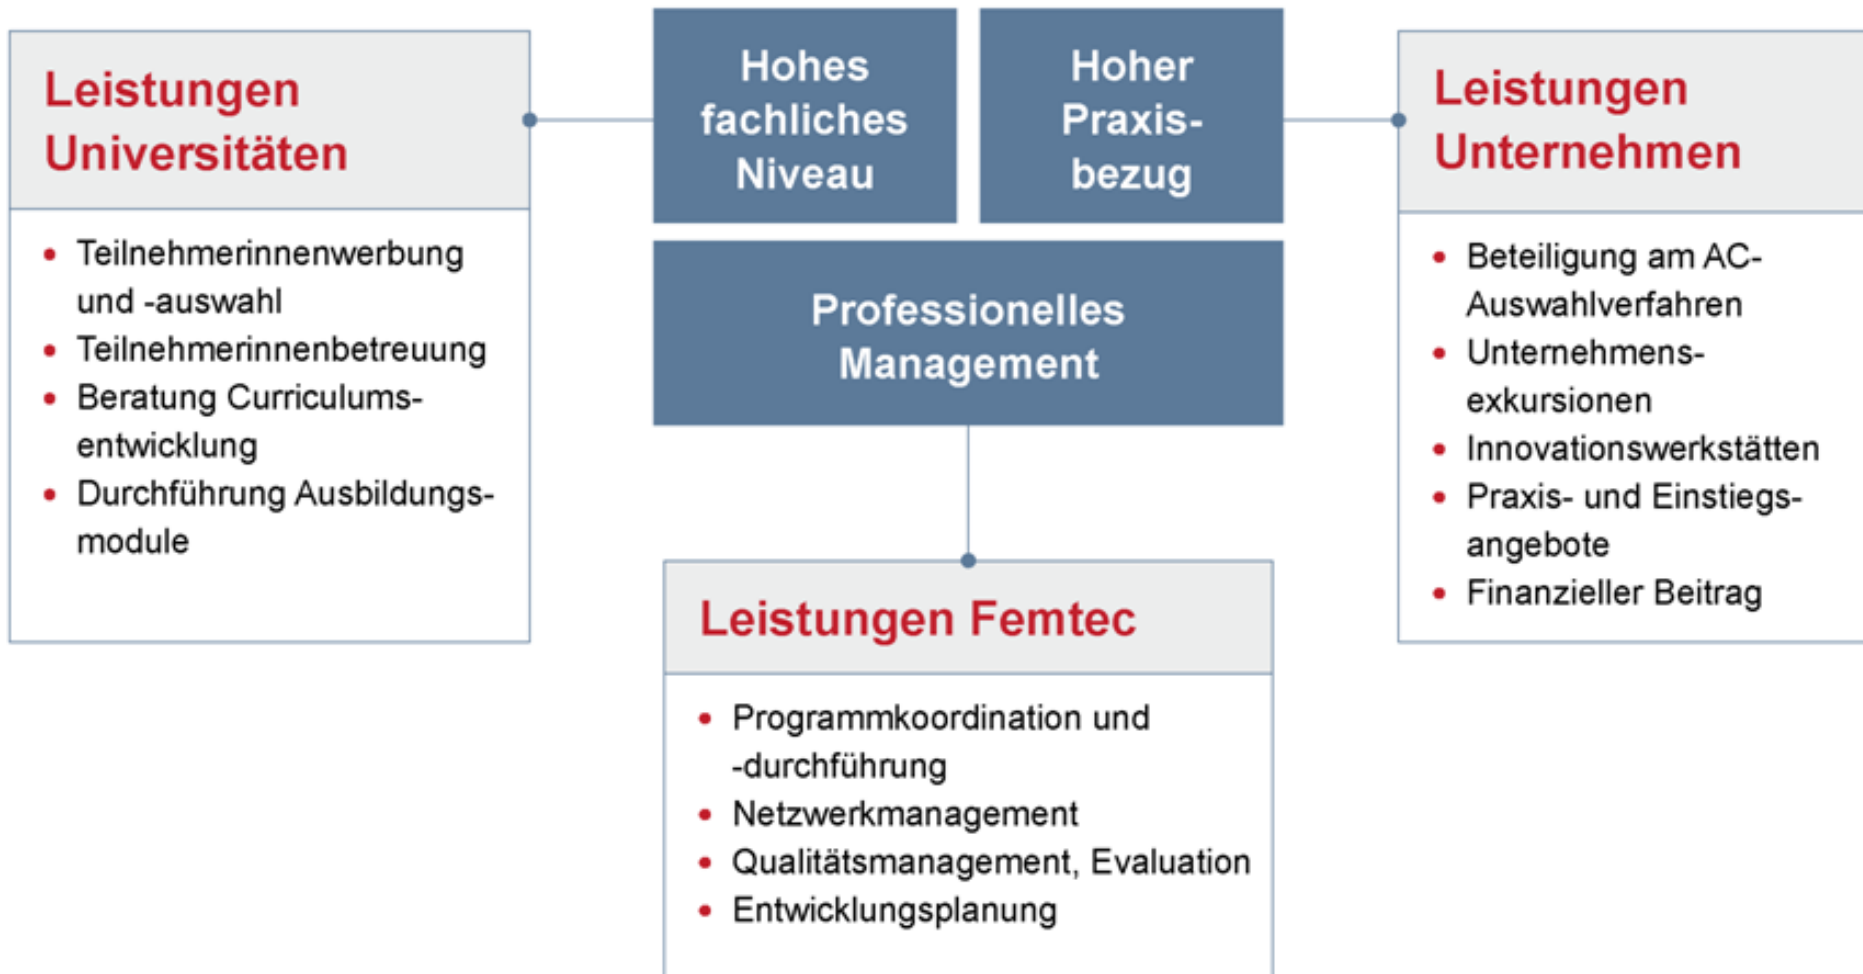 Leistungen
Universitäten
Teilnehmerinnenwerbung
und -auswahl
Teilnehmerinnenbetreuung
Beratung Curriculums-
entwicklung
Durchführung Ausbildungs-
module
Hohes
fachliches
Niveau
Hoher
Praxis-
bezug
Professionelles
Management
Leistungen
Unternehmen
Beteiligung am AC-
Auswahlverfahren
Unternehmens-
exkursionen
Innovationswerkstätten
Praxis- und Einstiegs-
angebote
Finanzieller Beitrag
Leistungen Femtec
Programmkoordination und
-durchführung
Netzwerkmanagement
Qualitätsmanagement, Evaluation
Entwicklungsplanung